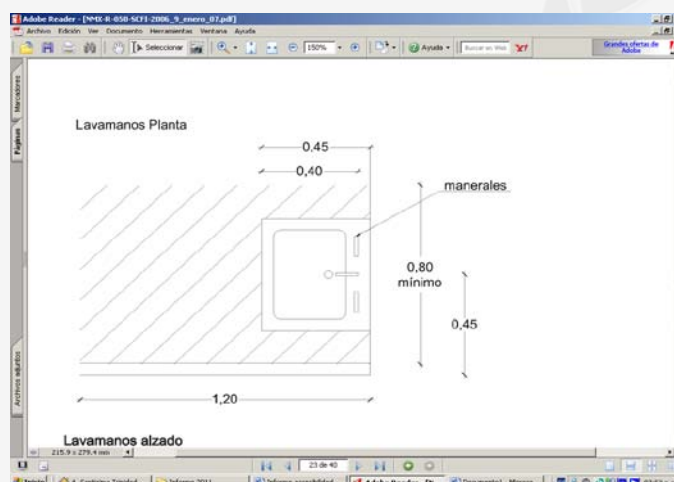 Adobe Reader - [NMX-R-050-SCFI-2006_9_enero_07.pdf]
Archivo Edición Ver Documento Herramientas Ventana Ayuda
Seleccionar 150% Ayuda Buscar en Web Y! Grandes ofertas de Adobe
Marcadores
Páginas
Archivos adjuntos
Lavamanos Planta
0,45
0,40
manerales
0,80
mínimo
0,45
1,20
Lavamanos alzado
215.9 x 279.4 mm
23 de 40
Inicio Informe 2011 Informe accesibilidad Adobe Reader